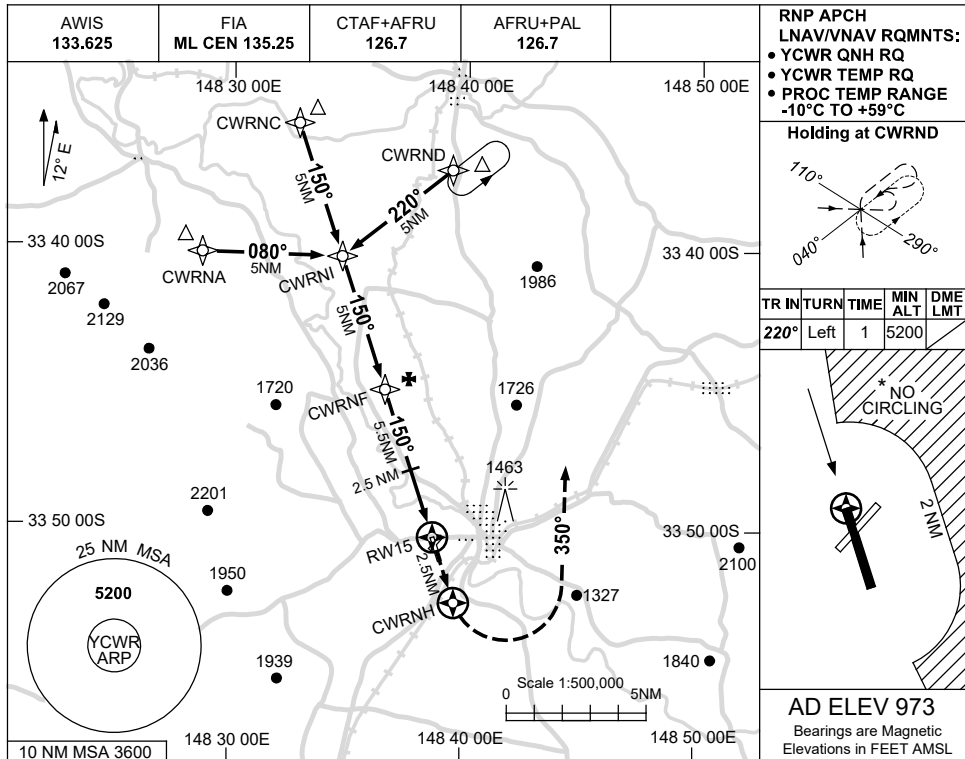 AWIS
133.625
FIA
ML CEN 135.25
CTAF+AFRU
126.7
AFRU+PAL
126.7
RNP APCH
LNAV/VNAV RQMNTS:
• YCWR QNH RQ
• YCWR TEMP RQ
• PROC TEMP RANGE
-10°C TO +59°C
148 30 00E
148 40 00E
148 50 00E
12° E
CWRNC
CWRND
150°
5NM
220°
5NM
33 40 00S
33 40 00S
080°
5NM
CWRNA
CWRNI
2067
2129
2036
1986
150°
5NM
1720
CWRNF
1726
150°
5.5NM
2.5 NM
1463
2201
33 50 00S
33 50 00S
350°
RW15
2.5NM
2100
25 NM MSA
5200
YCWR
ARP
1950
CWRNH
1327
1939
1840
Scale 1:500,000
0
5NM
10 NM MSA 3600
148 30 00E
148 40 00E
148 50 00E
Holding at CWRND
110°
040°
290°
TR IN
TURN
TIME
MIN
ALT
DME
LMT
220°
Left
1
5200
* NO
CIRCLING
2 NM
AD ELEV 973
Bearings are Magnetic
Elevations in FEET AMSL